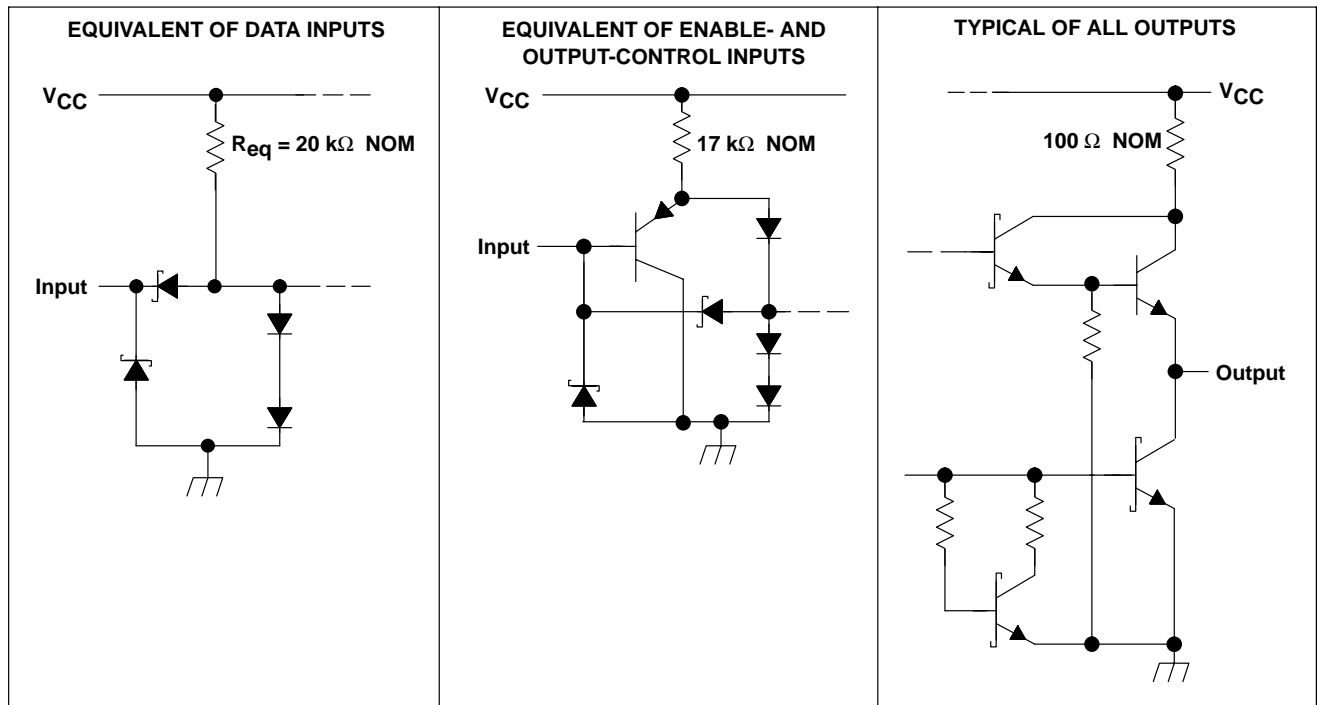 EQUIVALENT OF DATA INPUTS
VCC
Req = 20 kΩ NOM
Input
EQUIVALENT OF ENABLE- AND
OUTPUT-CONTROL INPUTS
VCC
17 kΩ NOM
Input
TYPICAL OF ALL OUTPUTS
VCC
100 Ω NOM
Output